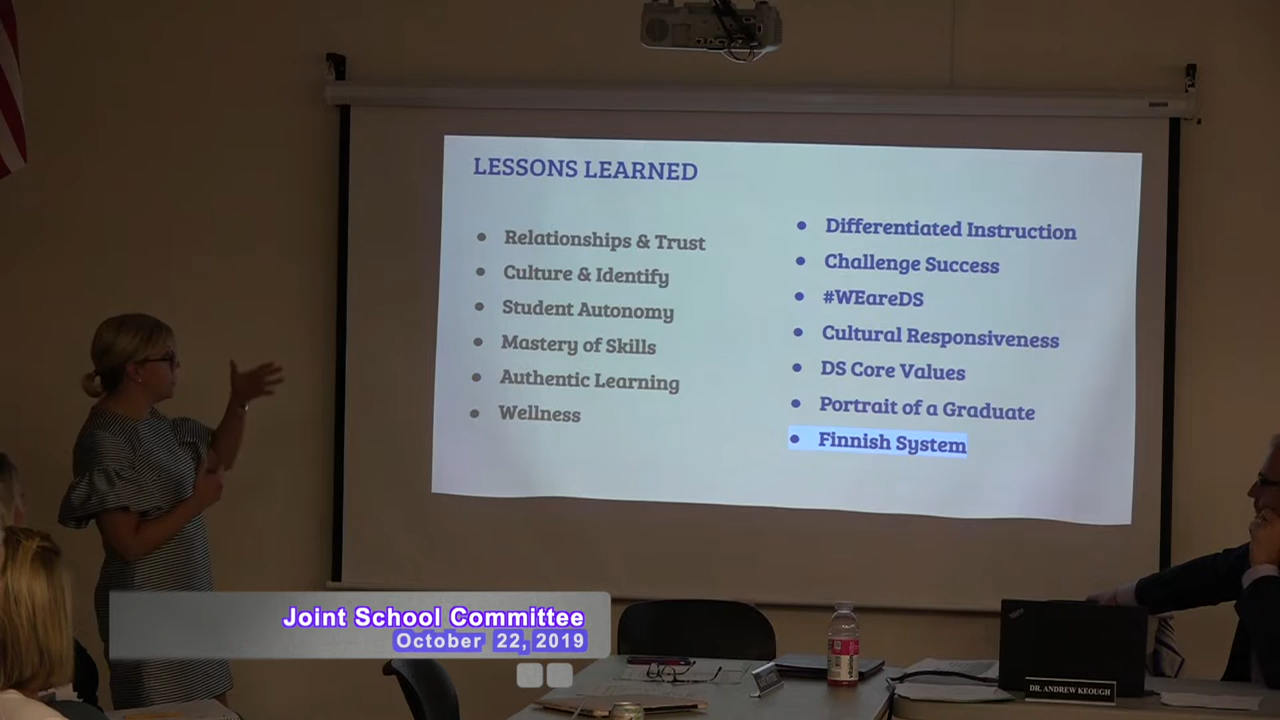 LESSONS LEARNED
Relationships & Trust
Culture & Identify
Student Autonomy
Mastery of Skills
Authentic Learning
Wellness
Differentiated Instruction
Challenge Success
#WEareDS
Cultural Responsiveness
DS Core Values
Portrait of a Graduate
Finnish System
Joint School Committee
October 22, 2019
DR. ANDREW KEOUGH